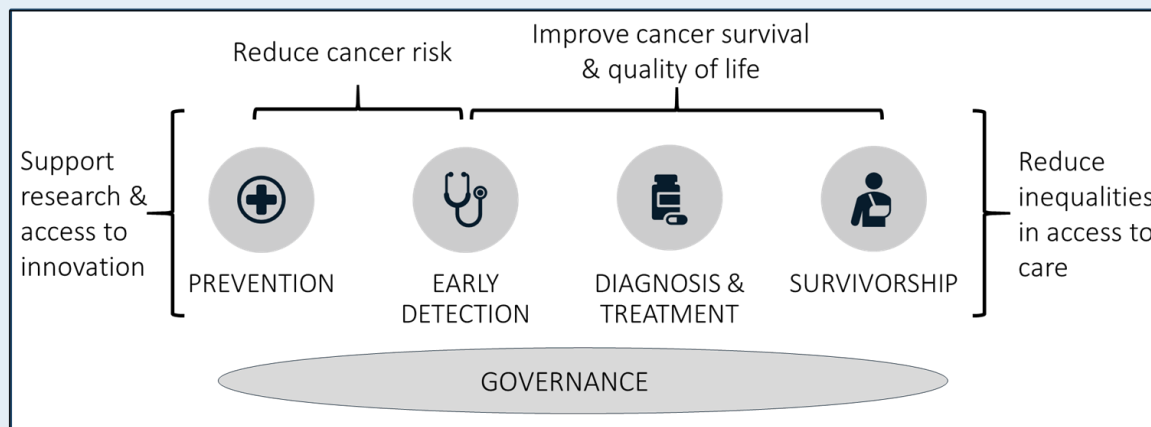 Reduce cancer risk
Improve cancer survival
& quality of life
Support
research &
access to
innovation
PREVENTION
EARLY
DETECTION
DIAGNOSIS &
TREATMENT
SURVIVORSHIP
Reduce
inequalities
in access to
care
GOVERNANCE